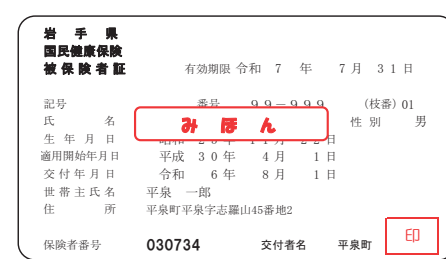 岩手県
国民健康保険
被保険者証
有効期限 令和 7 年 7 月 31 日
記号 番号 99-999 (枝番) 01
氏名 みほん 性別 男
生年月日 日
適用開始年月日 平成 30年 4月 1日
交付年月日 令和 6年 8月 1日
世帯主氏名 平泉 一郎
住所 平泉町平泉字志羅山45番地2
保険者番号 030734 交付者名 平泉町 印